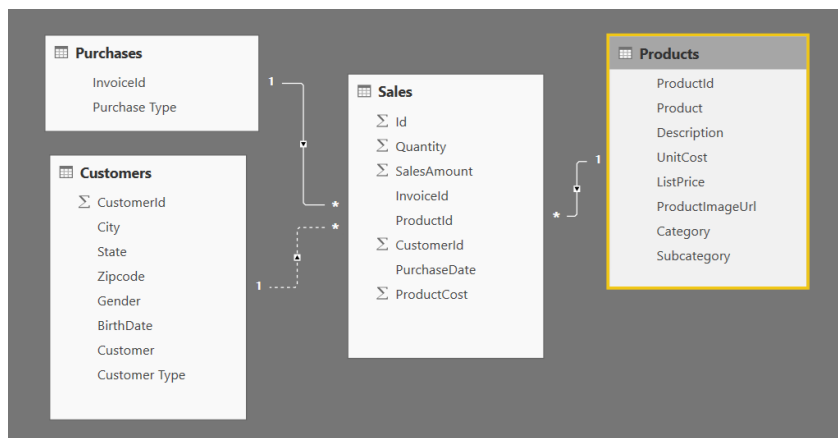 Purchases
InvoiceId
Purchase Type
1
Customers
Σ CustomerId
City
State
Zipcode
Gender
BirthDate
Customer
Customer Type
1
*
*
Sales
Σ Id
Σ Quantity
Σ SalesAmount
InvoiceId
ProductId
Σ CustomerId
PurchaseDate
Σ ProductCost
*
1
Products
ProductId
Product
Description
UnitCost
ListPrice
ProductImageUrl
Category
Subcategory